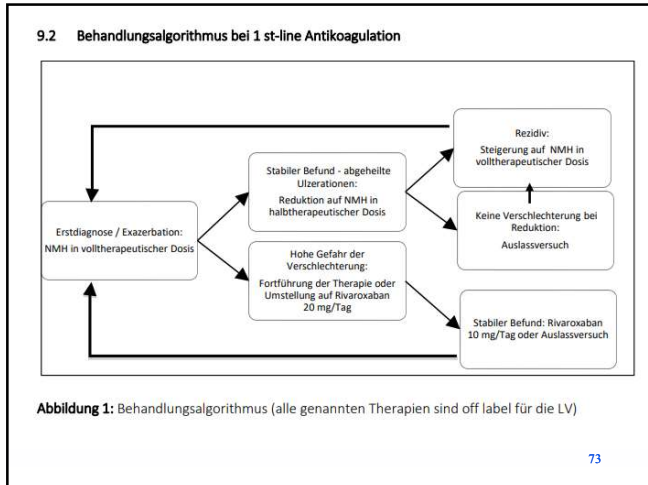 9.2 Behandlungsalgorithmus bei 1 st-line Antikoagulation
Erstdiagnose / Exazerbation:
NMH in volltherapeutischer Dosis
Stabiler Befund - abgeheilte
Ulzerationen:
Reduktion auf NMH in
halbtherapeutischer Dosis
Hohe Gefahr der
Verschlechterung:
Fortführung der Therapie oder
Umstellung auf Rivaroxaban
20 mg/Tag
Rezidiv:
Steigerung auf NMH in
volltherapeutischer Dosis
Keine Verschlechterung bei
Reduktion:
Auslassversuch
Stabiler Befund: Rivaroxaban
10 mg/Tag oder Auslassversuch
Abbildung 1: Behandlungsalgorithmus (alle genannten Therapien sind off label für die LV)
73